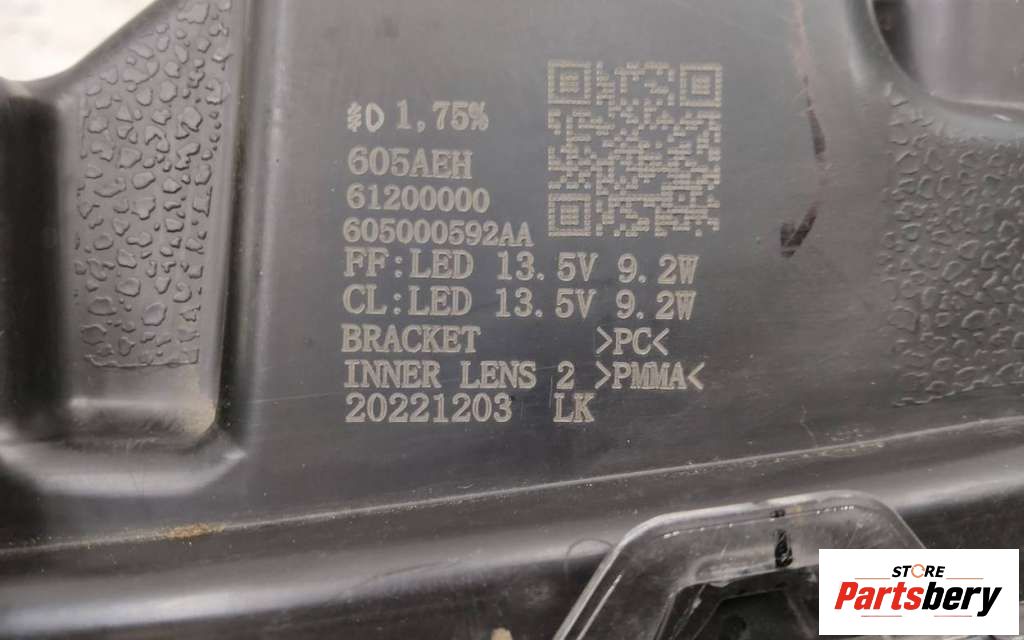 1,75%
605AEH
61200000
605000592AA
FF:LED 13.5V 9.2W
CL:LED 13.5V 9.2W
BRACKET >PC<
INNER LENS 2 >PMMA<
20221203 LK
STORE
Partsbery